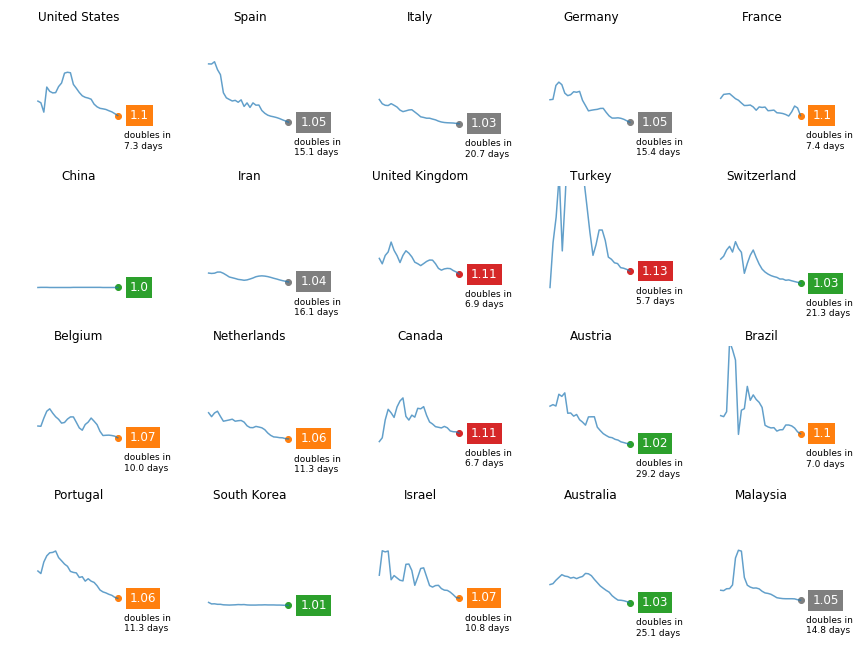 United States
Spain
Italy
Germany
France
1.1
doubles in
7.3 days
1.05
doubles in
15.1 days
1.03
doubles in
20.7 days
1.05
doubles in
15.4 days
1.1
doubles in
7.4 days
China
Iran
United Kingdom
Turkey
Switzerland
1.0
1.04
doubles in
16.1 days
1.11
doubles in
6.9 days
1.13
doubles in
5.7 days
1.03
doubles in
21.3 days
Belgium
Netherlands
Canada
Austria
Brazil
1.07
doubles in
10.0 days
1.06
doubles in
11.3 days
1.11
doubles in
6.7 days
1.02
doubles in
29.2 days
1.1
doubles in
7.0 days
Portugal
South Korea
Israel
Australia
Malaysia
1.06
doubles in
11.3 days
1.01
1.07
doubles in
10.8 days
1.03
doubles in
25.1 days
1.05
doubles in
14.8 days